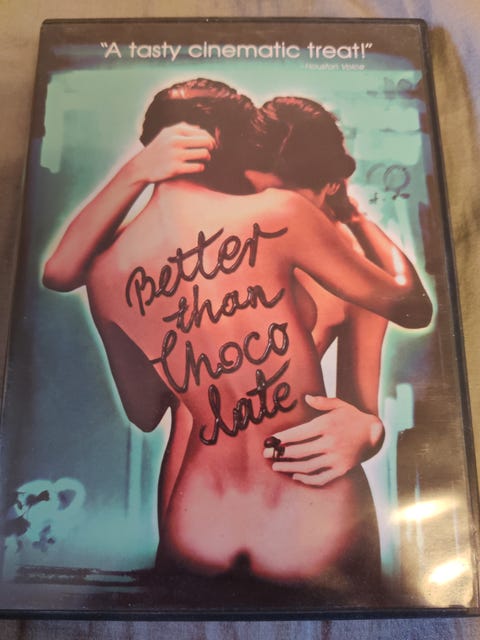 "A tasty cinematic treat!"
-Houston Voice
Better
than
Choco
late